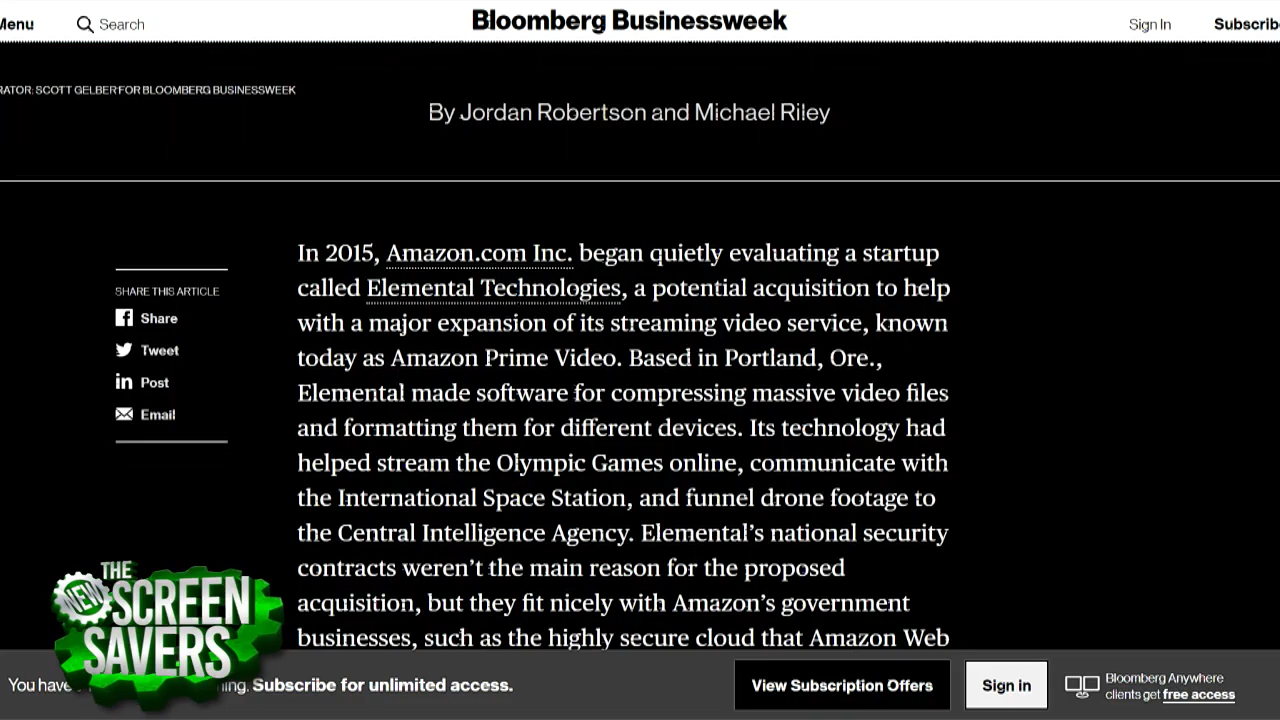 Menu
Search
Bloomberg Businessweek
Sign In
Subscrib
RATOR: SCOTT GELBER FOR BLOOMBERG BUSINESSWEEK
By Jordan Robertson and Michael Riley
SHARE THIS ARTICLE
Share
Tweet
Post
Email
In 2015, Amazon.com Inc. began quietly evaluating a startup
called Elemental Technologies, a potential acquisition to help
with a major expansion of its streaming video service, known
today as Amazon Prime Video. Based in Portland, Ore.,
Elemental made software for compressing massive video files
and formatting them for different devices. Its technology had
helped stream the Olympic Games online, communicate with
the International Space Station, and funnel drone footage to
the Central Intelligence Agency. Elemental’s national security
contracts weren’t the main reason for the proposed
acquisition, but they fit nicely with Amazon’s government
businesses, such as the highly secure cloud that Amazon Web
THE
NEW SCREEN
SAVERS
You have ning. Subscribe for unlimited access.
View Subscription Offers
Sign in
Bloomberg Anywhere
clients get free access